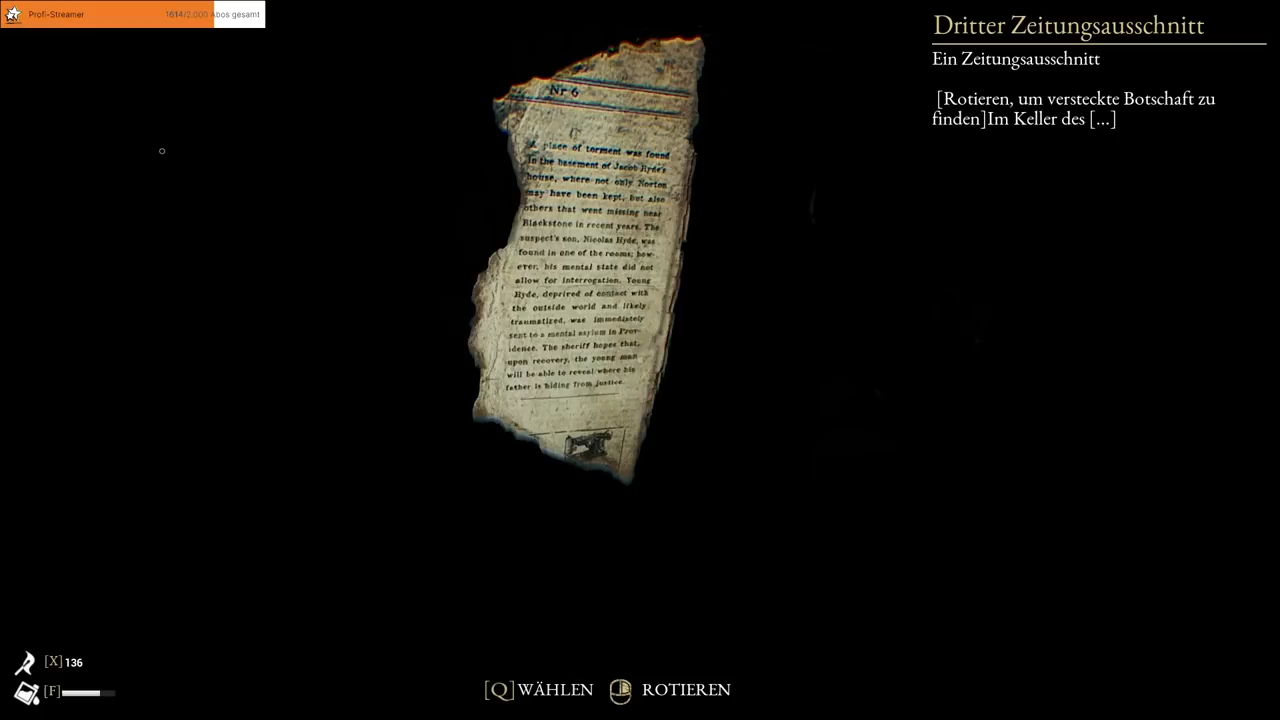 Profi-Streamer
1614/2.000 Abos gesamt
Dritter Zeitungsausschnitt
Ein Zeitungsausschnitt
[Rotieren, um versteckte Botschaft zu
finden]Im Keller des [...]
Nr 6
A place of torment was found
in the basement of Jacob Hyde's
house, where not only Norton
may have been kept, but also
others that went missing near
Blackstone in recent years. The
suspect's son, Nicolas Hyde, was
found in one of the rooms; how-
ever, his mental state did not
allow for interrogation. Young
Hyde, deprived of contact with
the outside world and likely
traumatized, was immediately
sent to a mental asylum in Prov-
idence. The sheriff hopes that,
upon recovery, the young man
will be able to reveal where his
father is hiding from justice.
[X] 136
[F]
[Q] WÄHLEN
ROTIEREN